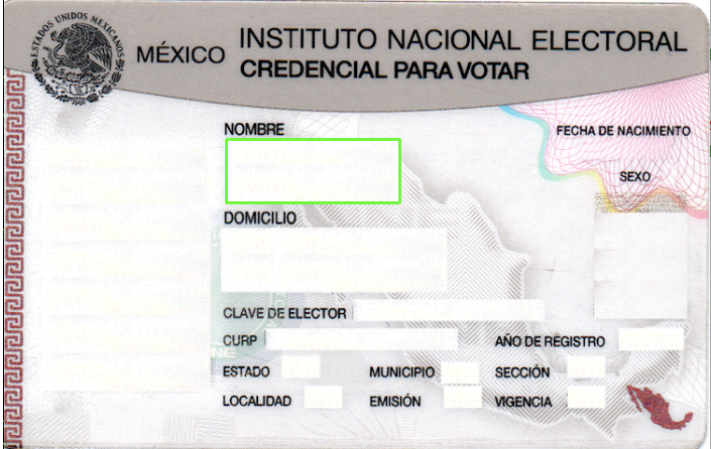 ESTADOS UNIDOS MEXICANOS
MÉXICO
INSTITUTO NACIONAL ELECTORAL
CREDENCIAL PARA VOTAR
NOMBRE
FECHA DE NACIMIENTO
SEXO
DOMICILIO
CLAVE DE ELECTOR
CURP
AÑO DE REGISTRO
ESTADO
MUNICIPIO
SECCIÓN
LOCALIDAD
EMISIÓN
VIGENCIA